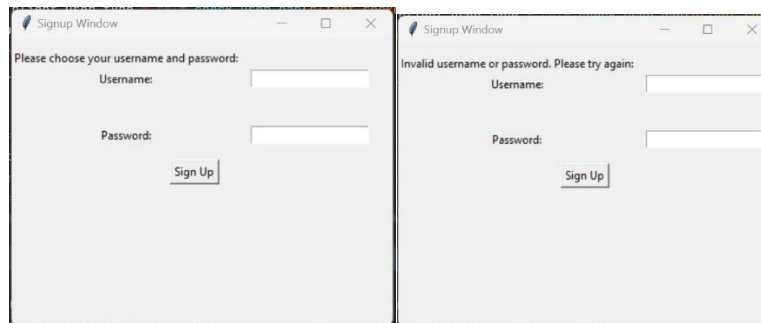 Signup Window
Please choose your username and password:
Username:
Password:
Sign Up
Signup Window
Invalid username or password. Please try again:
Username:
Password:
Sign Up